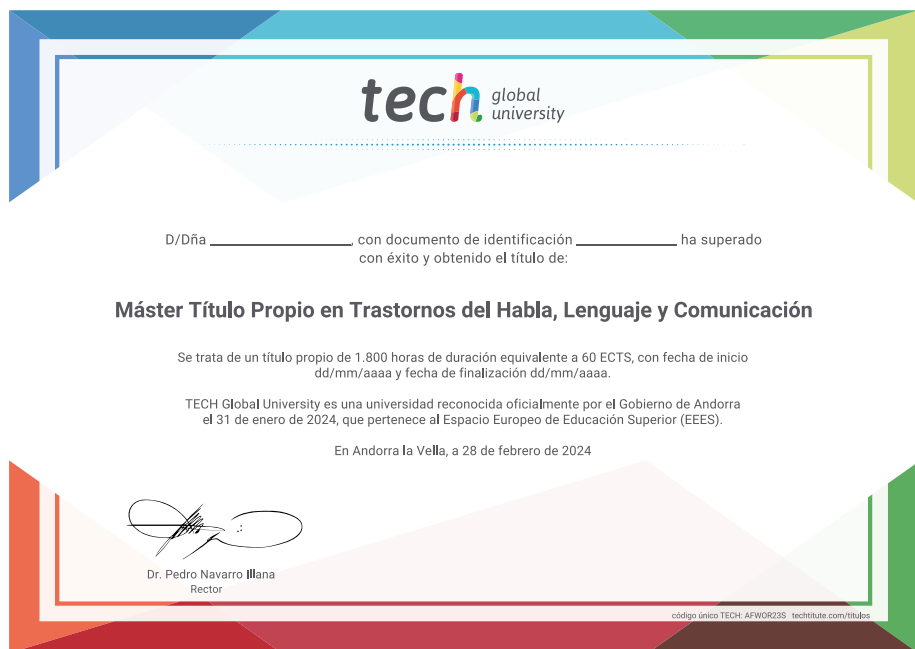 tech global university
D/Dña ____________________, con documento de identificación ______________ ha superado
con éxito y obtenido el título de:
Máster Título Propio en Trastornos del Habla, Lenguaje y Comunicación
Se trata de un título propio de 1.800 horas de duración equivalente a 60 ECTS, con fecha de inicio
dd/mm/aaaa y fecha de finalización dd/mm/aaaa.
TECH Global University es una universidad reconocida oficialmente por el Gobierno de Andorra
el 31 de enero de 2024, que pertenece al Espacio Europeo de Educación Superior (EEES).
En Andorra la Vella, a 28 de febrero de 2024
Dr. Pedro Navarro Illana
Rector
código único TECH: AFWOR23S techtitute.com/titulos